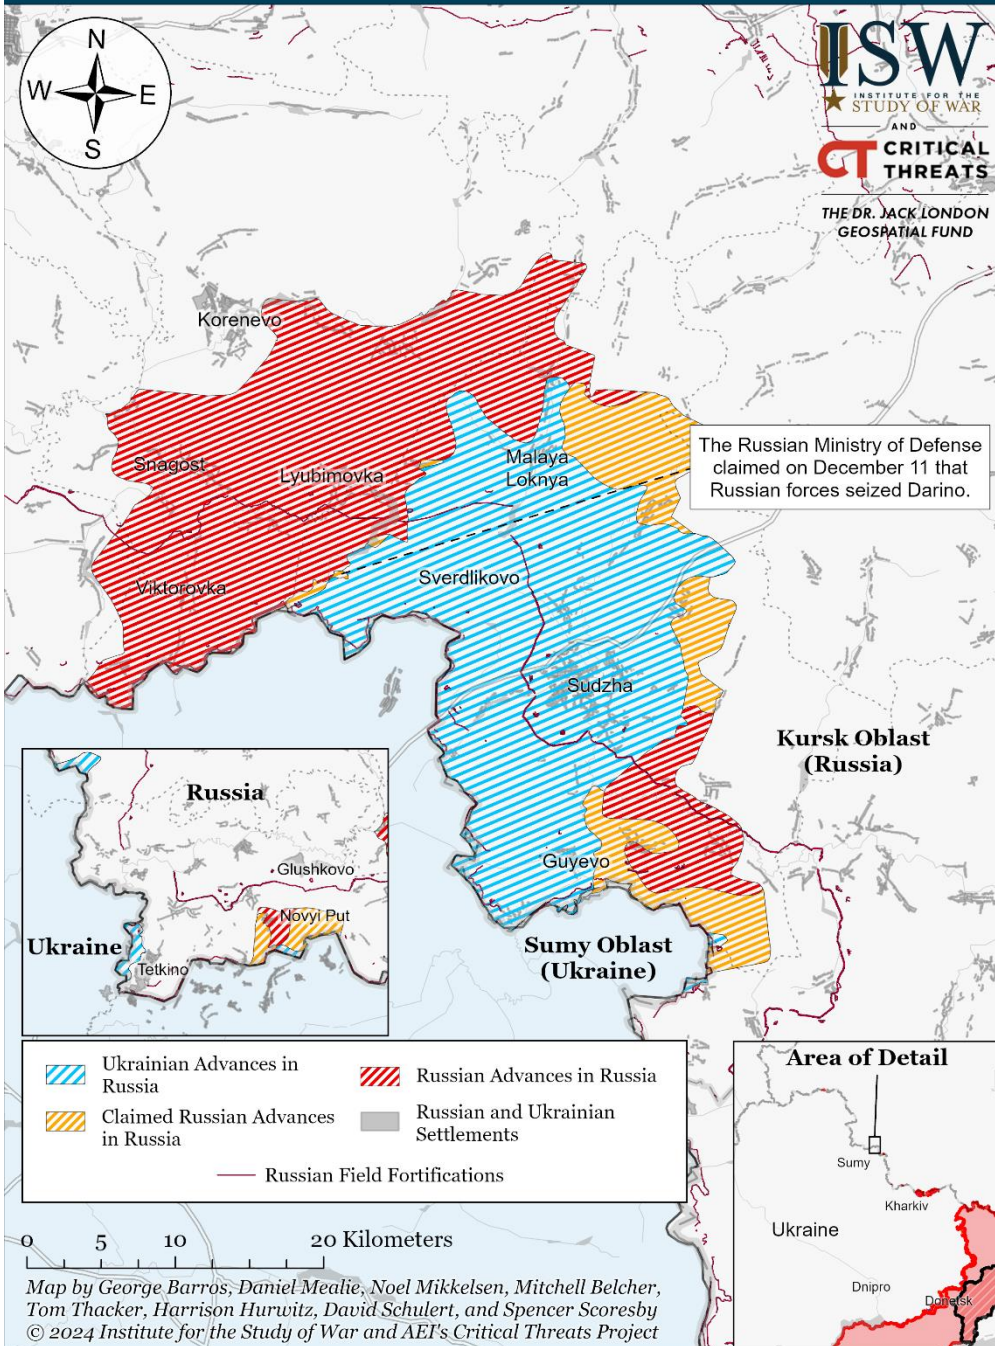 N
W E
S
ISW
INSTITUTE FOR THE
STUDY OF WAR
AND
CT CRITICAL
THREATS
THE DR. JACK LONDON
GEOSPATIAL FUND
Korenevo
Snagost
Lyubimovka
Malaya
Loknya
The Russian Ministry of Defense
claimed on December 11 that
Russian forces seized Darino.
Viktorovka
Sverdlikovo
Sudzha
Kursk Oblast
(Russia)
Guyevo
Sumy Oblast
(Ukraine)
Russia
Glushkovo
Novyi Put
Ukraine
Tetkino
Ukrainian Advances in
Russia
Russian Advances in Russia
Claimed Russian Advances
in Russia
Russian and Ukrainian
Settlements
Russian Field Fortifications
0 5 10 20 Kilometers
Map by George Barros, Daniel Mealie, Noel Mikkelsen, Mitchell Belcher,
Tom Thacker, Harrison Hurwitz, David Schulert, and Spencer Scoresby
© 2024 Institute for the Study of War and AEI's Critical Threats Project
Area of Detail
Sumy
Kharkiv
Ukraine
Dnipro
Donetsk